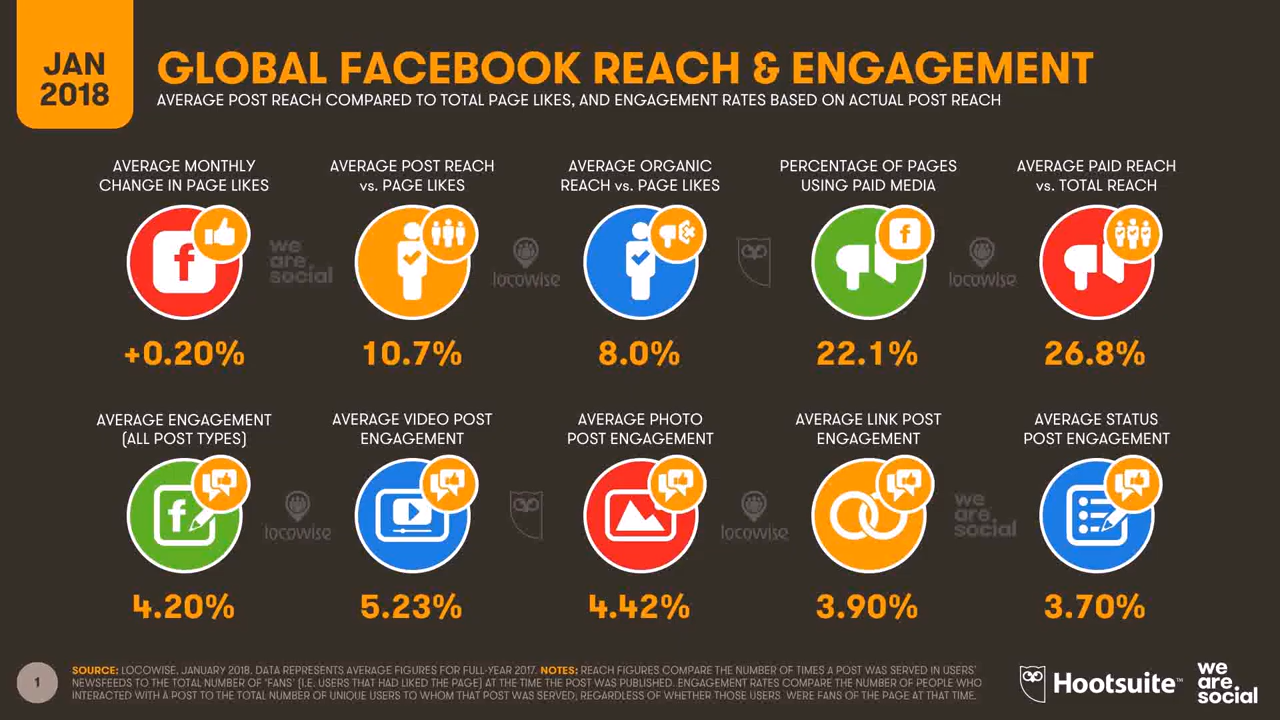 JAN
2018
GLOBAL FACEBOOK REACH & ENGAGEMENT
AVERAGE POST REACH COMPARED TO TOTAL PAGE LIKES, AND ENGAGEMENT RATES BASED ON ACTUAL POST REACH
AVERAGE MONTHLY
CHANGE IN PAGE LIKES
+0.20%
AVERAGE POST REACH
vs. PAGE LIKES
10.7%
AVERAGE ORGANIC
REACH vs. PAGE LIKES
8.0%
PERCENTAGE OF PAGES
USING PAID MEDIA
22.1%
AVERAGE PAID REACH
vs. TOTAL REACH
26.8%
we
are
social
locowise
locowise
AVERAGE ENGAGEMENT
(ALL POST TYPES)
4.20%
AVERAGE VIDEO POST
ENGAGEMENT
5.23%
AVERAGE PHOTO
POST ENGAGEMENT
4.42%
AVERAGE LINK POST
ENGAGEMENT
3.90%
AVERAGE STATUS
POST ENGAGEMENT
3.70%
locowise
locowise
we
are
social
1
SOURCE: LOCOWISE, JANUARY 2018. DATA REPRESENTS AVERAGE FIGURES FOR FULL-YEAR 2017. NOTES: REACH FIGURES COMPARE THE NUMBER OF TIMES A POST WAS SERVED IN USERS'
NEWSFEEDS TO THE TOTAL NUMBER OF 'FANS' (I.E. USERS THAT HAD LIKED THE PAGE) AT THE TIME THE POST WAS PUBLISHED. ENGAGEMENT RATES COMPARE THE NUMBER OF PEOPLE WHO
INTERACTED WITH A POST TO THE TOTAL NUMBER OF UNIQUE USERS TO WHOM THAT POST WAS SERVED, REGARDLESS OF WHETHER THOSE USERS WERE FANS OF THE PAGE AT THAT TIME.
Hootsuite™
we
are
social